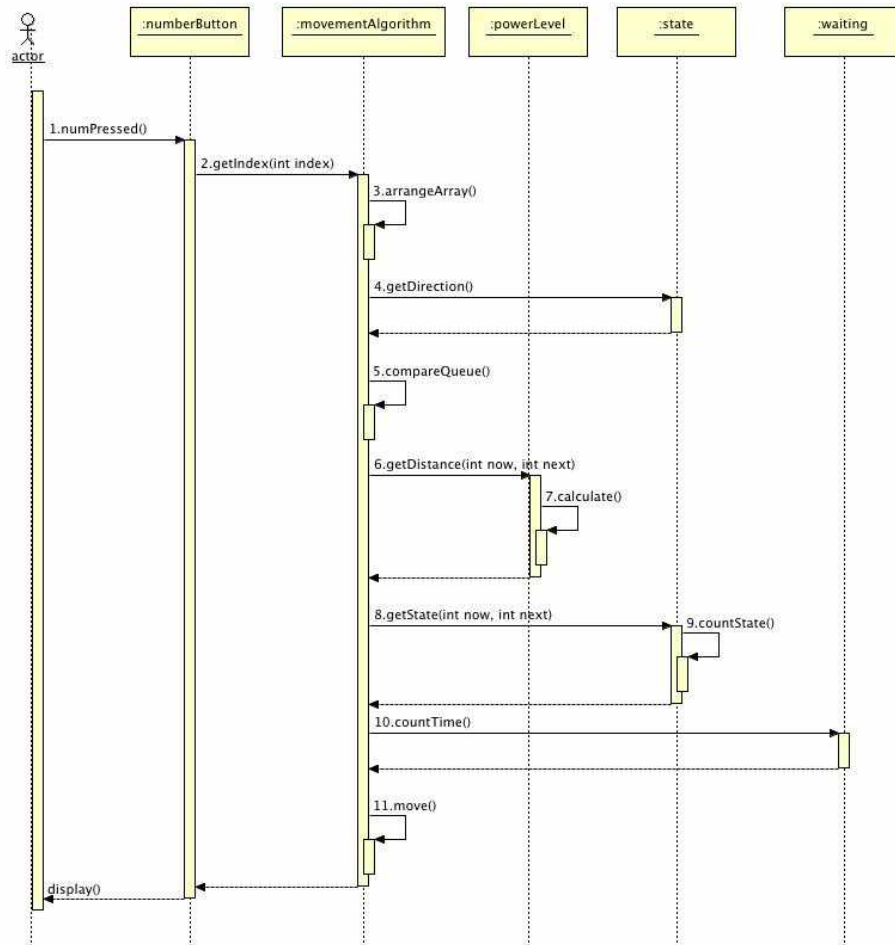 :numberButton
:movementAlgorithm
:powerLevel
:state
:waiting
actor
1.numPressed()
2.getIndex(int index)
3.arrangeArray()
4.getDirection()
5.compareQueue()
6.getDistance(int now, int next)
7.calculate()
8.getState(int now, int next)
9.countState()
10.countTime()
11.move()
display()